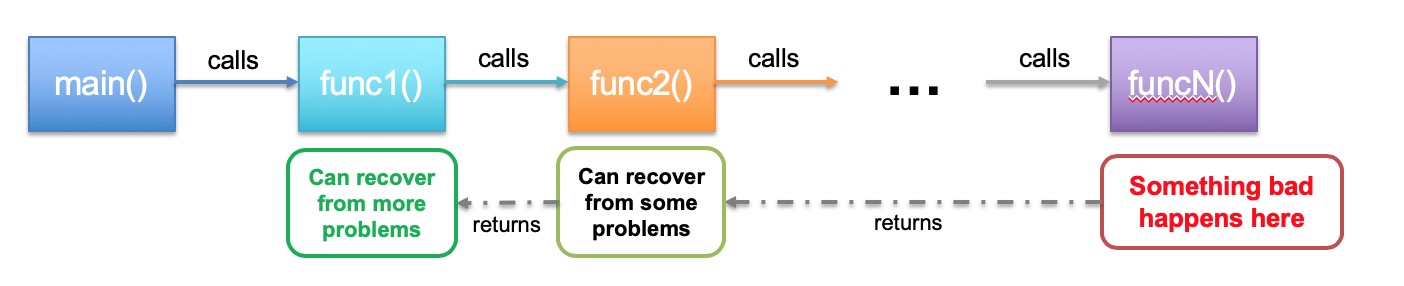 main()
calls
func1()
calls
func2()
calls
...
calls
funcN()
Can recover
from more
problems
returns
Can recover
from some
problems
returns
Something bad
happens here